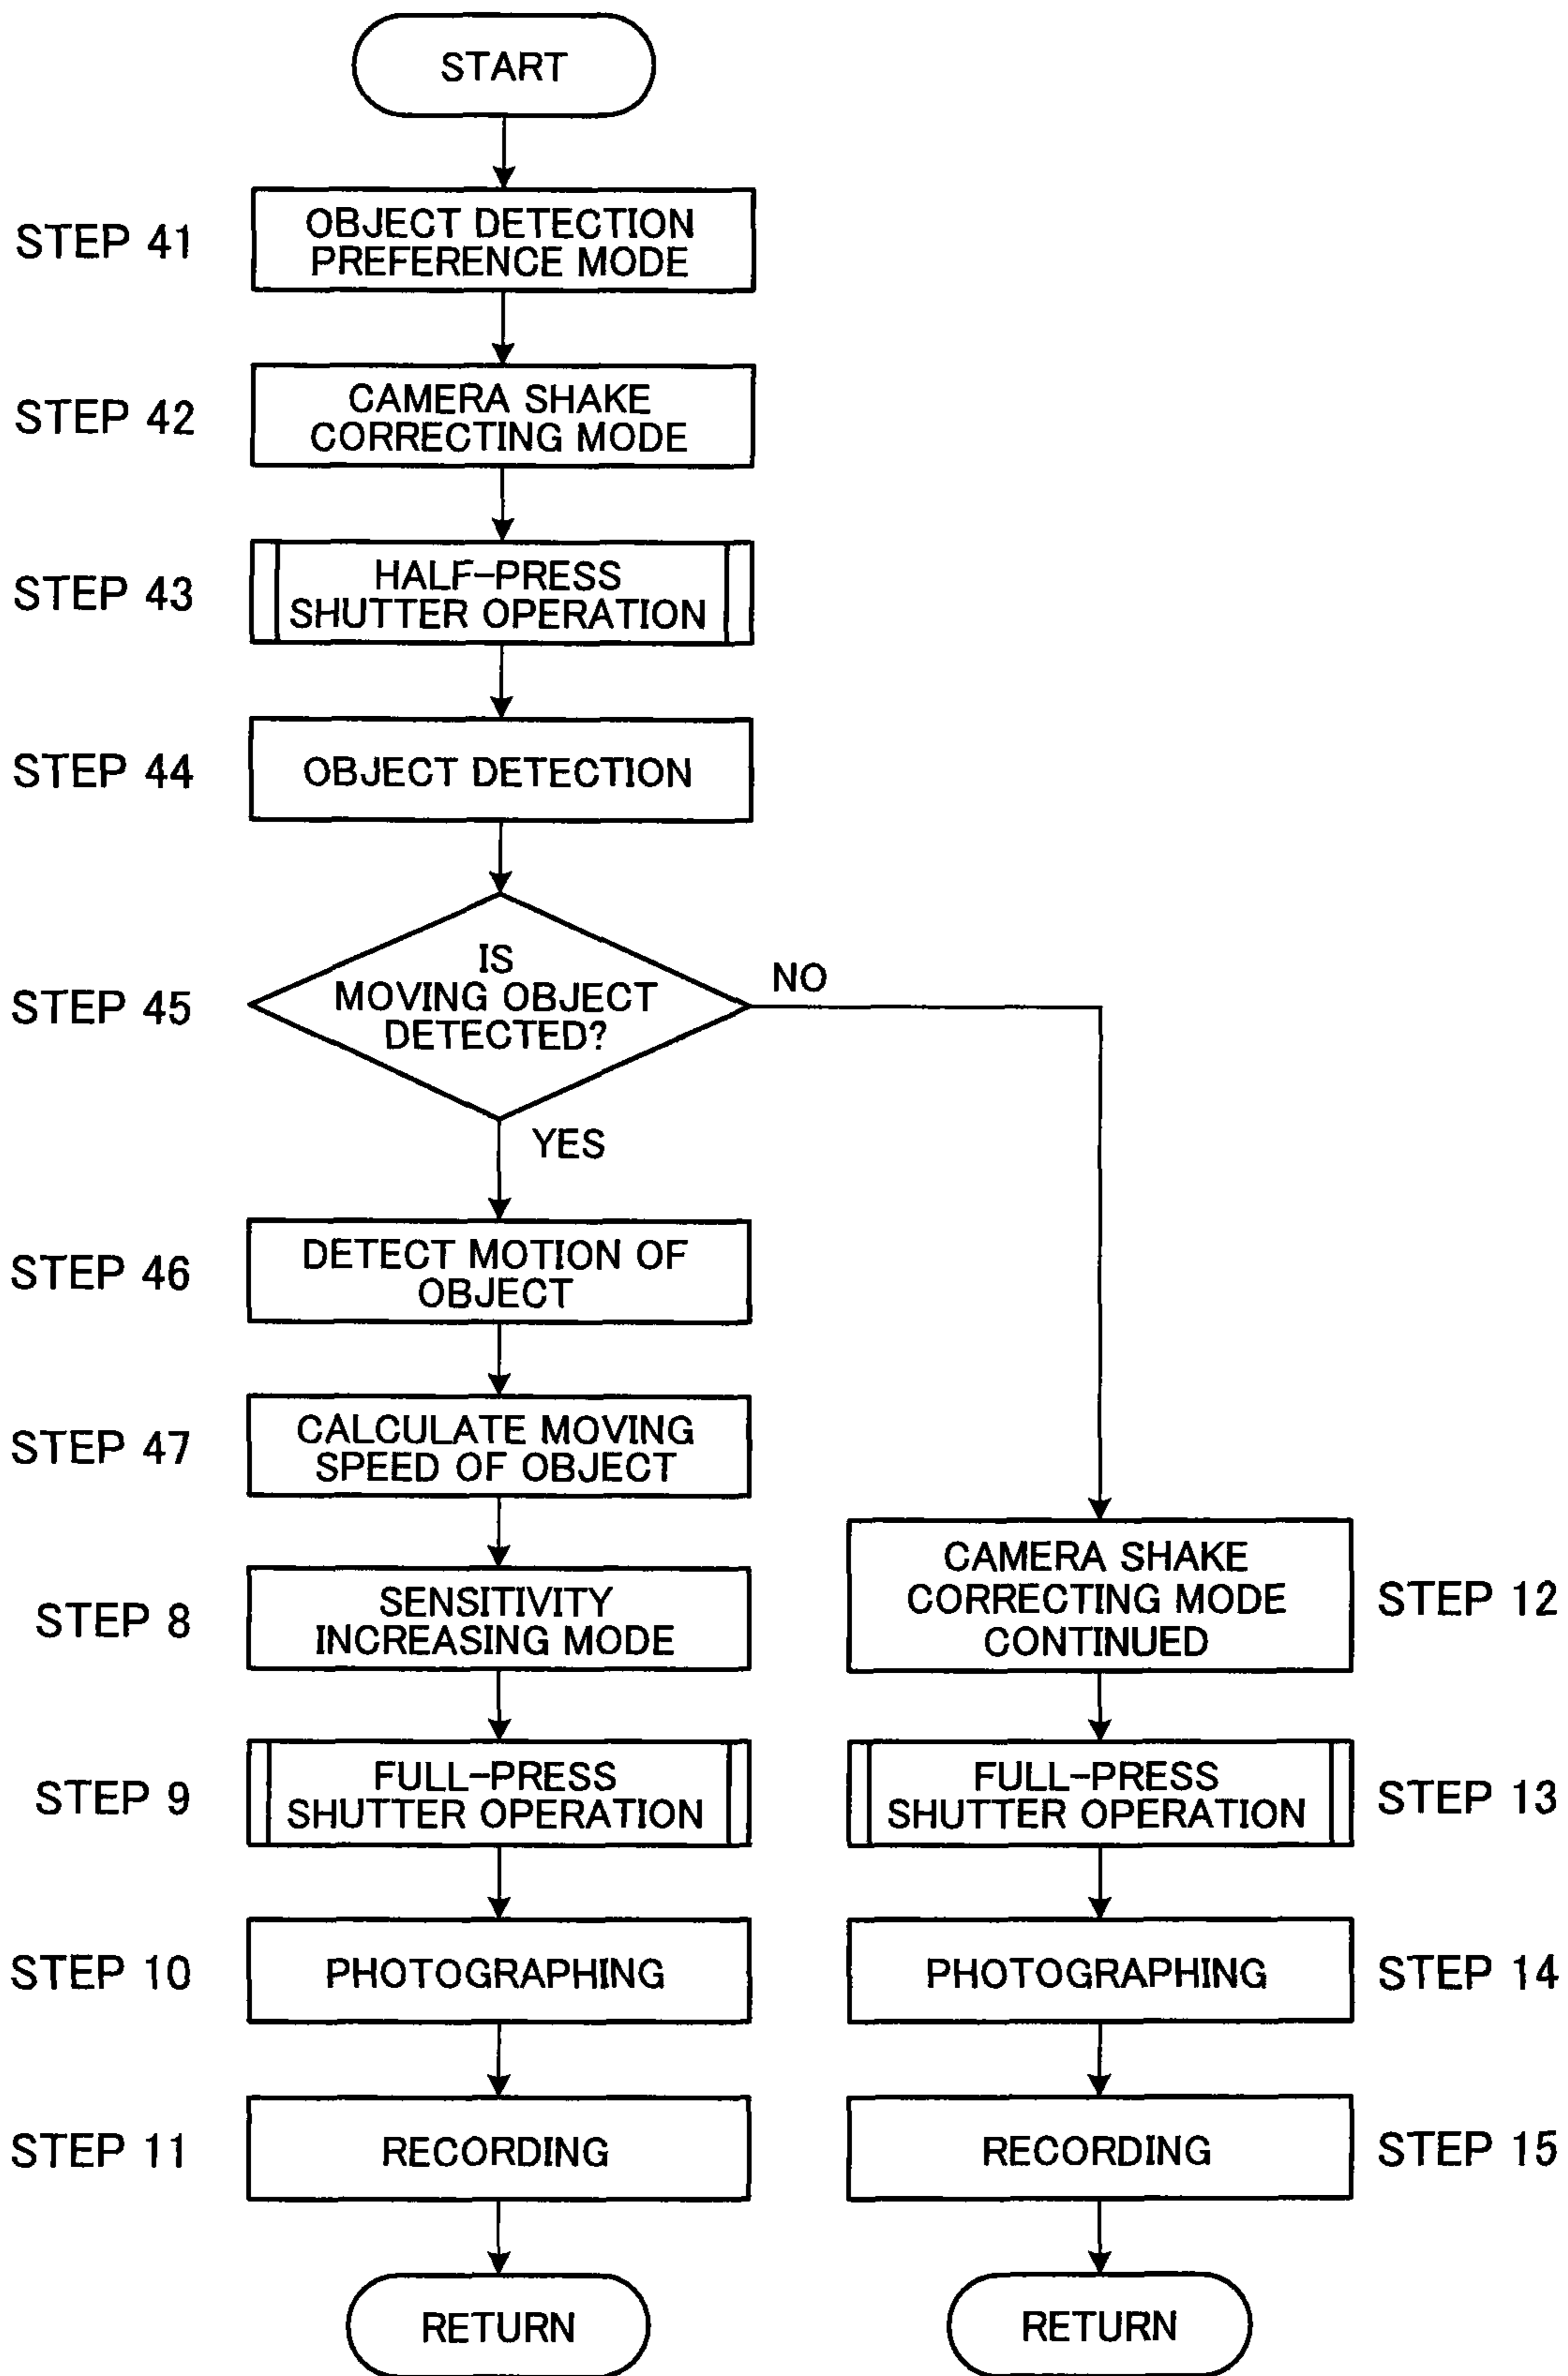 START
STEP 41
OBJECT DETECTION
PREFERENCE MODE
STEP 42
CAMERA SHAKE
CORRECTING MODE
STEP 43
HALF-PRESS
SHUTTER OPERATION
STEP 44
OBJECT DETECTION
STEP 45
IS
MOVING OBJECT
DETECTED?
NO
YES
STEP 46
DETECT MOTION OF
OBJECT
STEP 47
CALCULATE MOVING
SPEED OF OBJECT
STEP 8
SENSITIVITY
INCREASING MODE
STEP 9
FULL-PRESS
SHUTTER OPERATION
STEP 10
PHOTOGRAPHING
STEP 11
RECORDING
RETURN
CAMERA SHAKE
CORRECTING MODE
CONTINUED
STEP 12
FULL-PRESS
SHUTTER OPERATION
STEP 13
PHOTOGRAPHING
STEP 14
RECORDING
STEP 15
RETURN